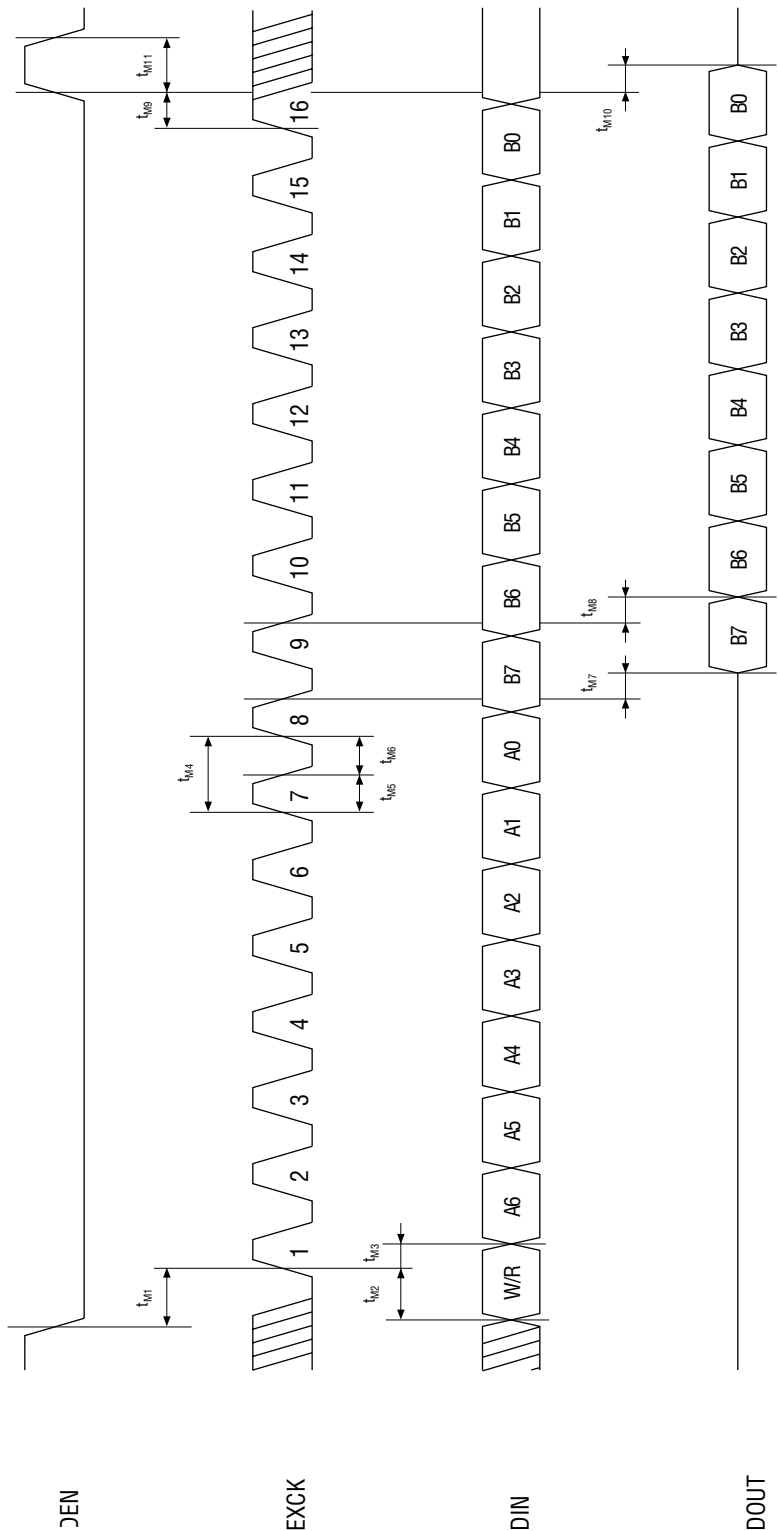 DEN
tM1
tM9
tM11
EXCK
1 2 3 4 5 6 7 8 9 10 11 12 13 14 15 16
tM4
tM2 tM3
tM5 tM6
DIN
W/R A6 A5 A4 A3 A2 A1 A0 B7 B6 B5 B4 B3 B2 B1 B0
tM7 tM8
tM10
DOUT
B7 B6 B5 B4 B3 B2 B1 B0